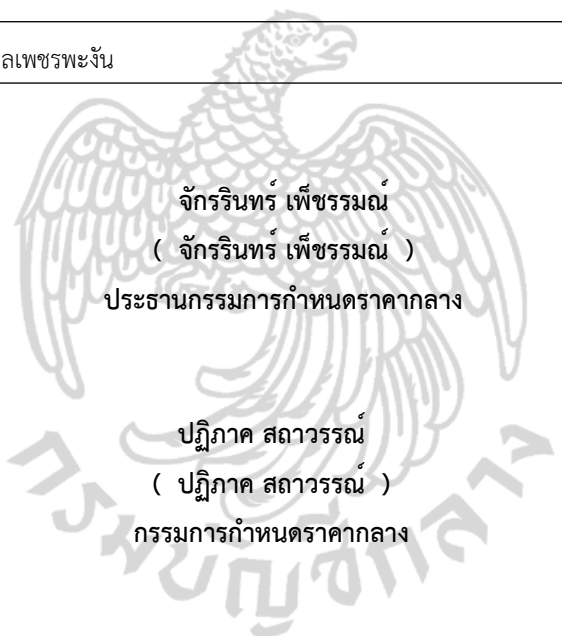 ลเพชรพะงัน
จักรรินทร์ เพ็ชรรมณ์
( จักรรินทร์ เพ็ชรรมณ์ )
ประธานกรรมการกำหนดราคากลาง
ปฏิภาค สถาวรรณ์
( ปฏิภาค สถาวรรณ์ )
กรรมการกำหนดราคากลาง
กรมบัญชีกลาง